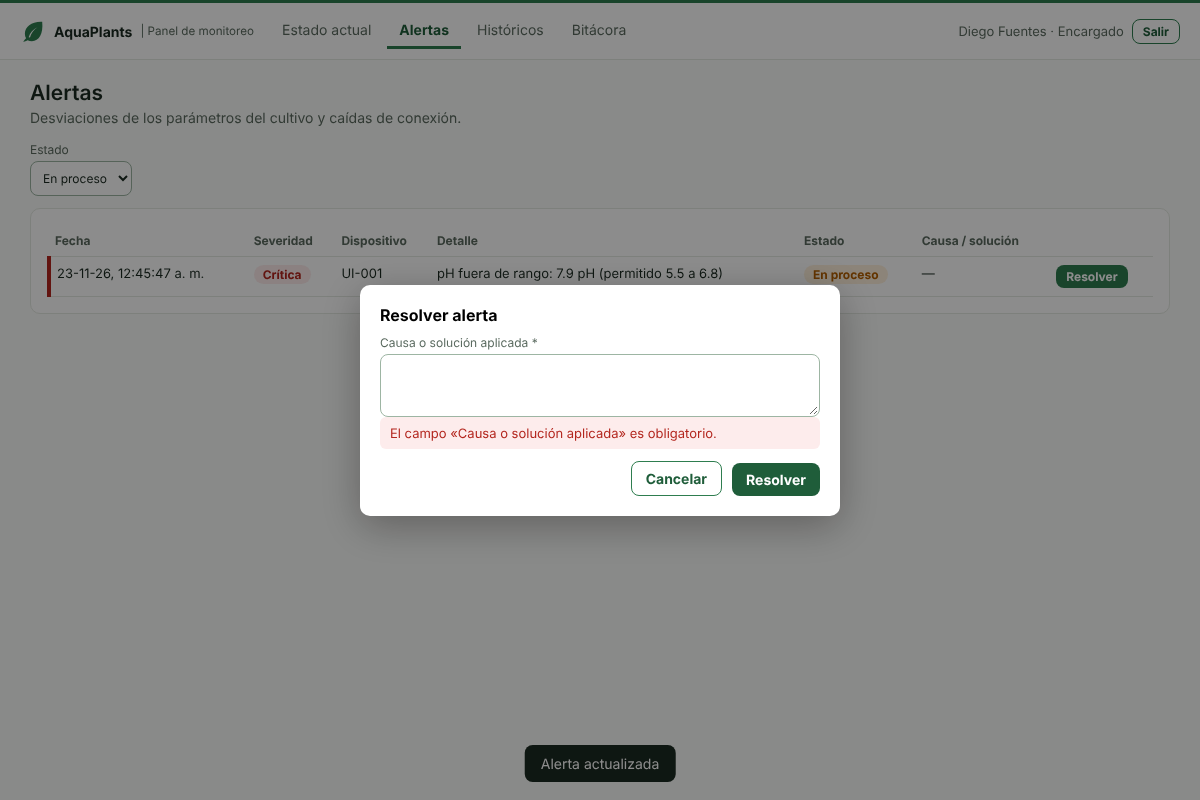 AquaPlants | Panel de monitoreo Estado actual Alertas Históricos Bitácora Diego Fuentes · Encargado Salir
Alertas
Desviaciones de los parámetros del cultivo y caídas de conexión.
Estado
En proceso
Fecha Severidad Dispositivo Detalle Estado Causa / solución
23-11-26, 12:45:47 a. m. Crítica UI-001 pH fuera de rango: 7.9 pH (permitido 5.5 a 6.8) En proceso — Resolver
Resolver alerta
Causa o solución aplicada *
El campo «Causa o solución aplicada» es obligatorio.
Cancelar Resolver
Alerta actualizada